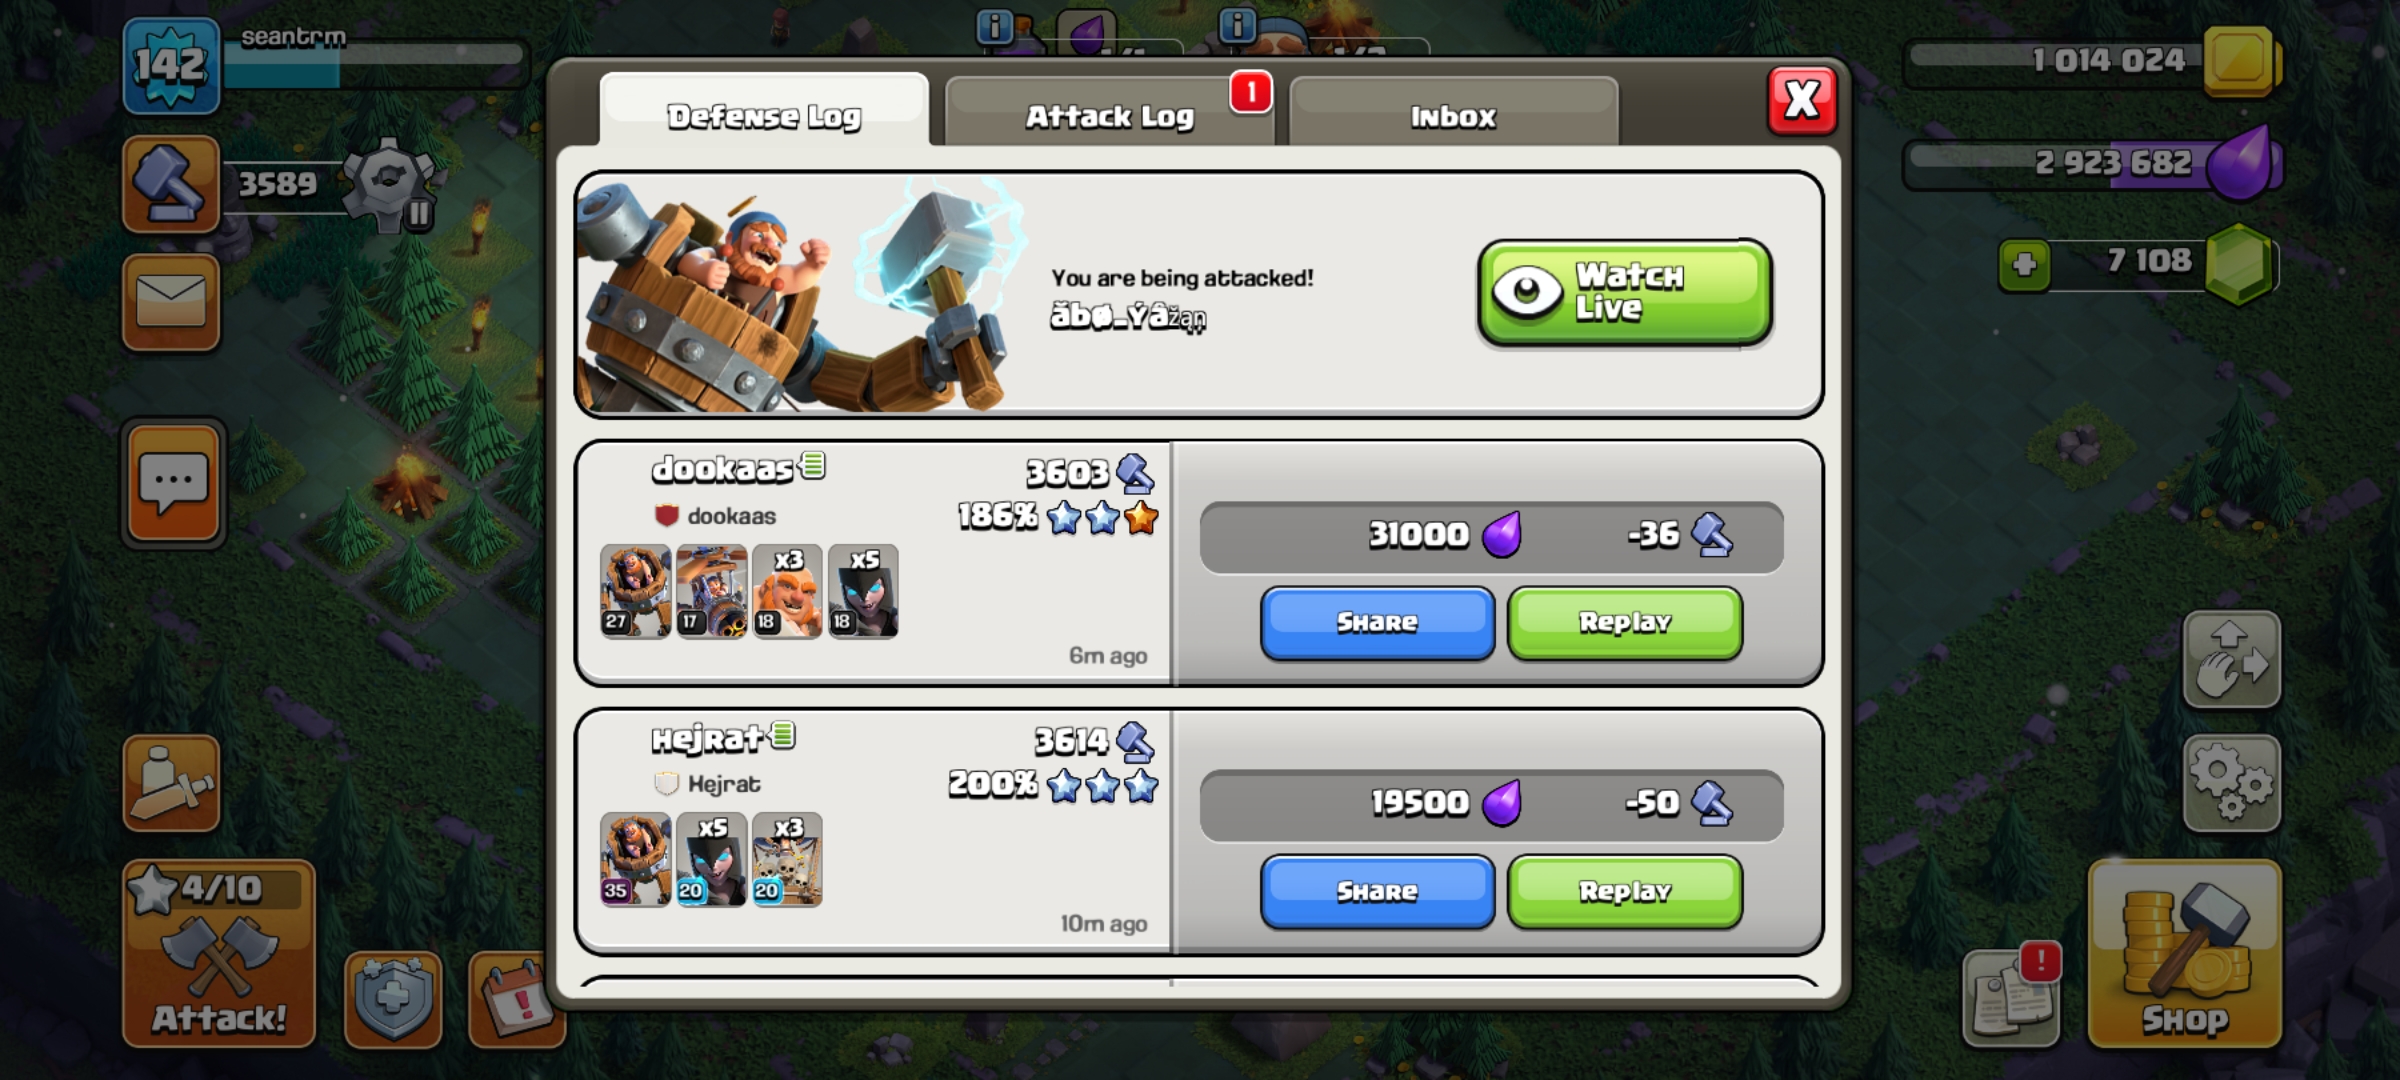 142
seantrm
1 014 024
3589
2 923 682
7 108
Defense Log
Attack Log
1
Inbox
X
You are being attacked!
ãbø_Ýâžąņ
Watch
Live
dookaas
3603
dookaas
186%
x3
x5
27
17
18
18
6m ago
31000
-36
Share
Replay
Hejrat
3614
Hejrat
200%
x5
x3
35
20
20
10m ago
19500
-50
Share
Replay
4/10
Attack!
!
!
Shop